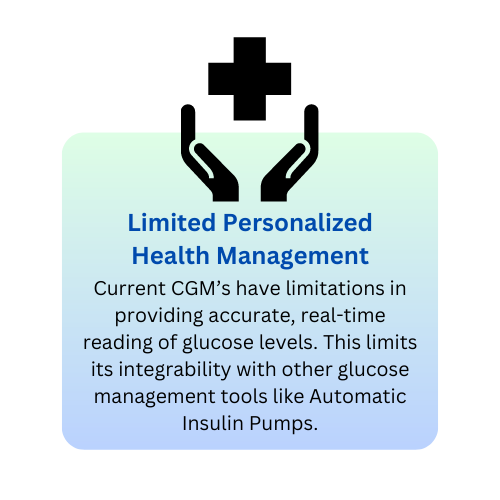 Limited Personalized
Health Management
Current CGM’s have limitations in
providing accurate, real-time
reading of glucose levels. This limits
its integrability with other glucose
management tools like Automatic
Insulin Pumps.